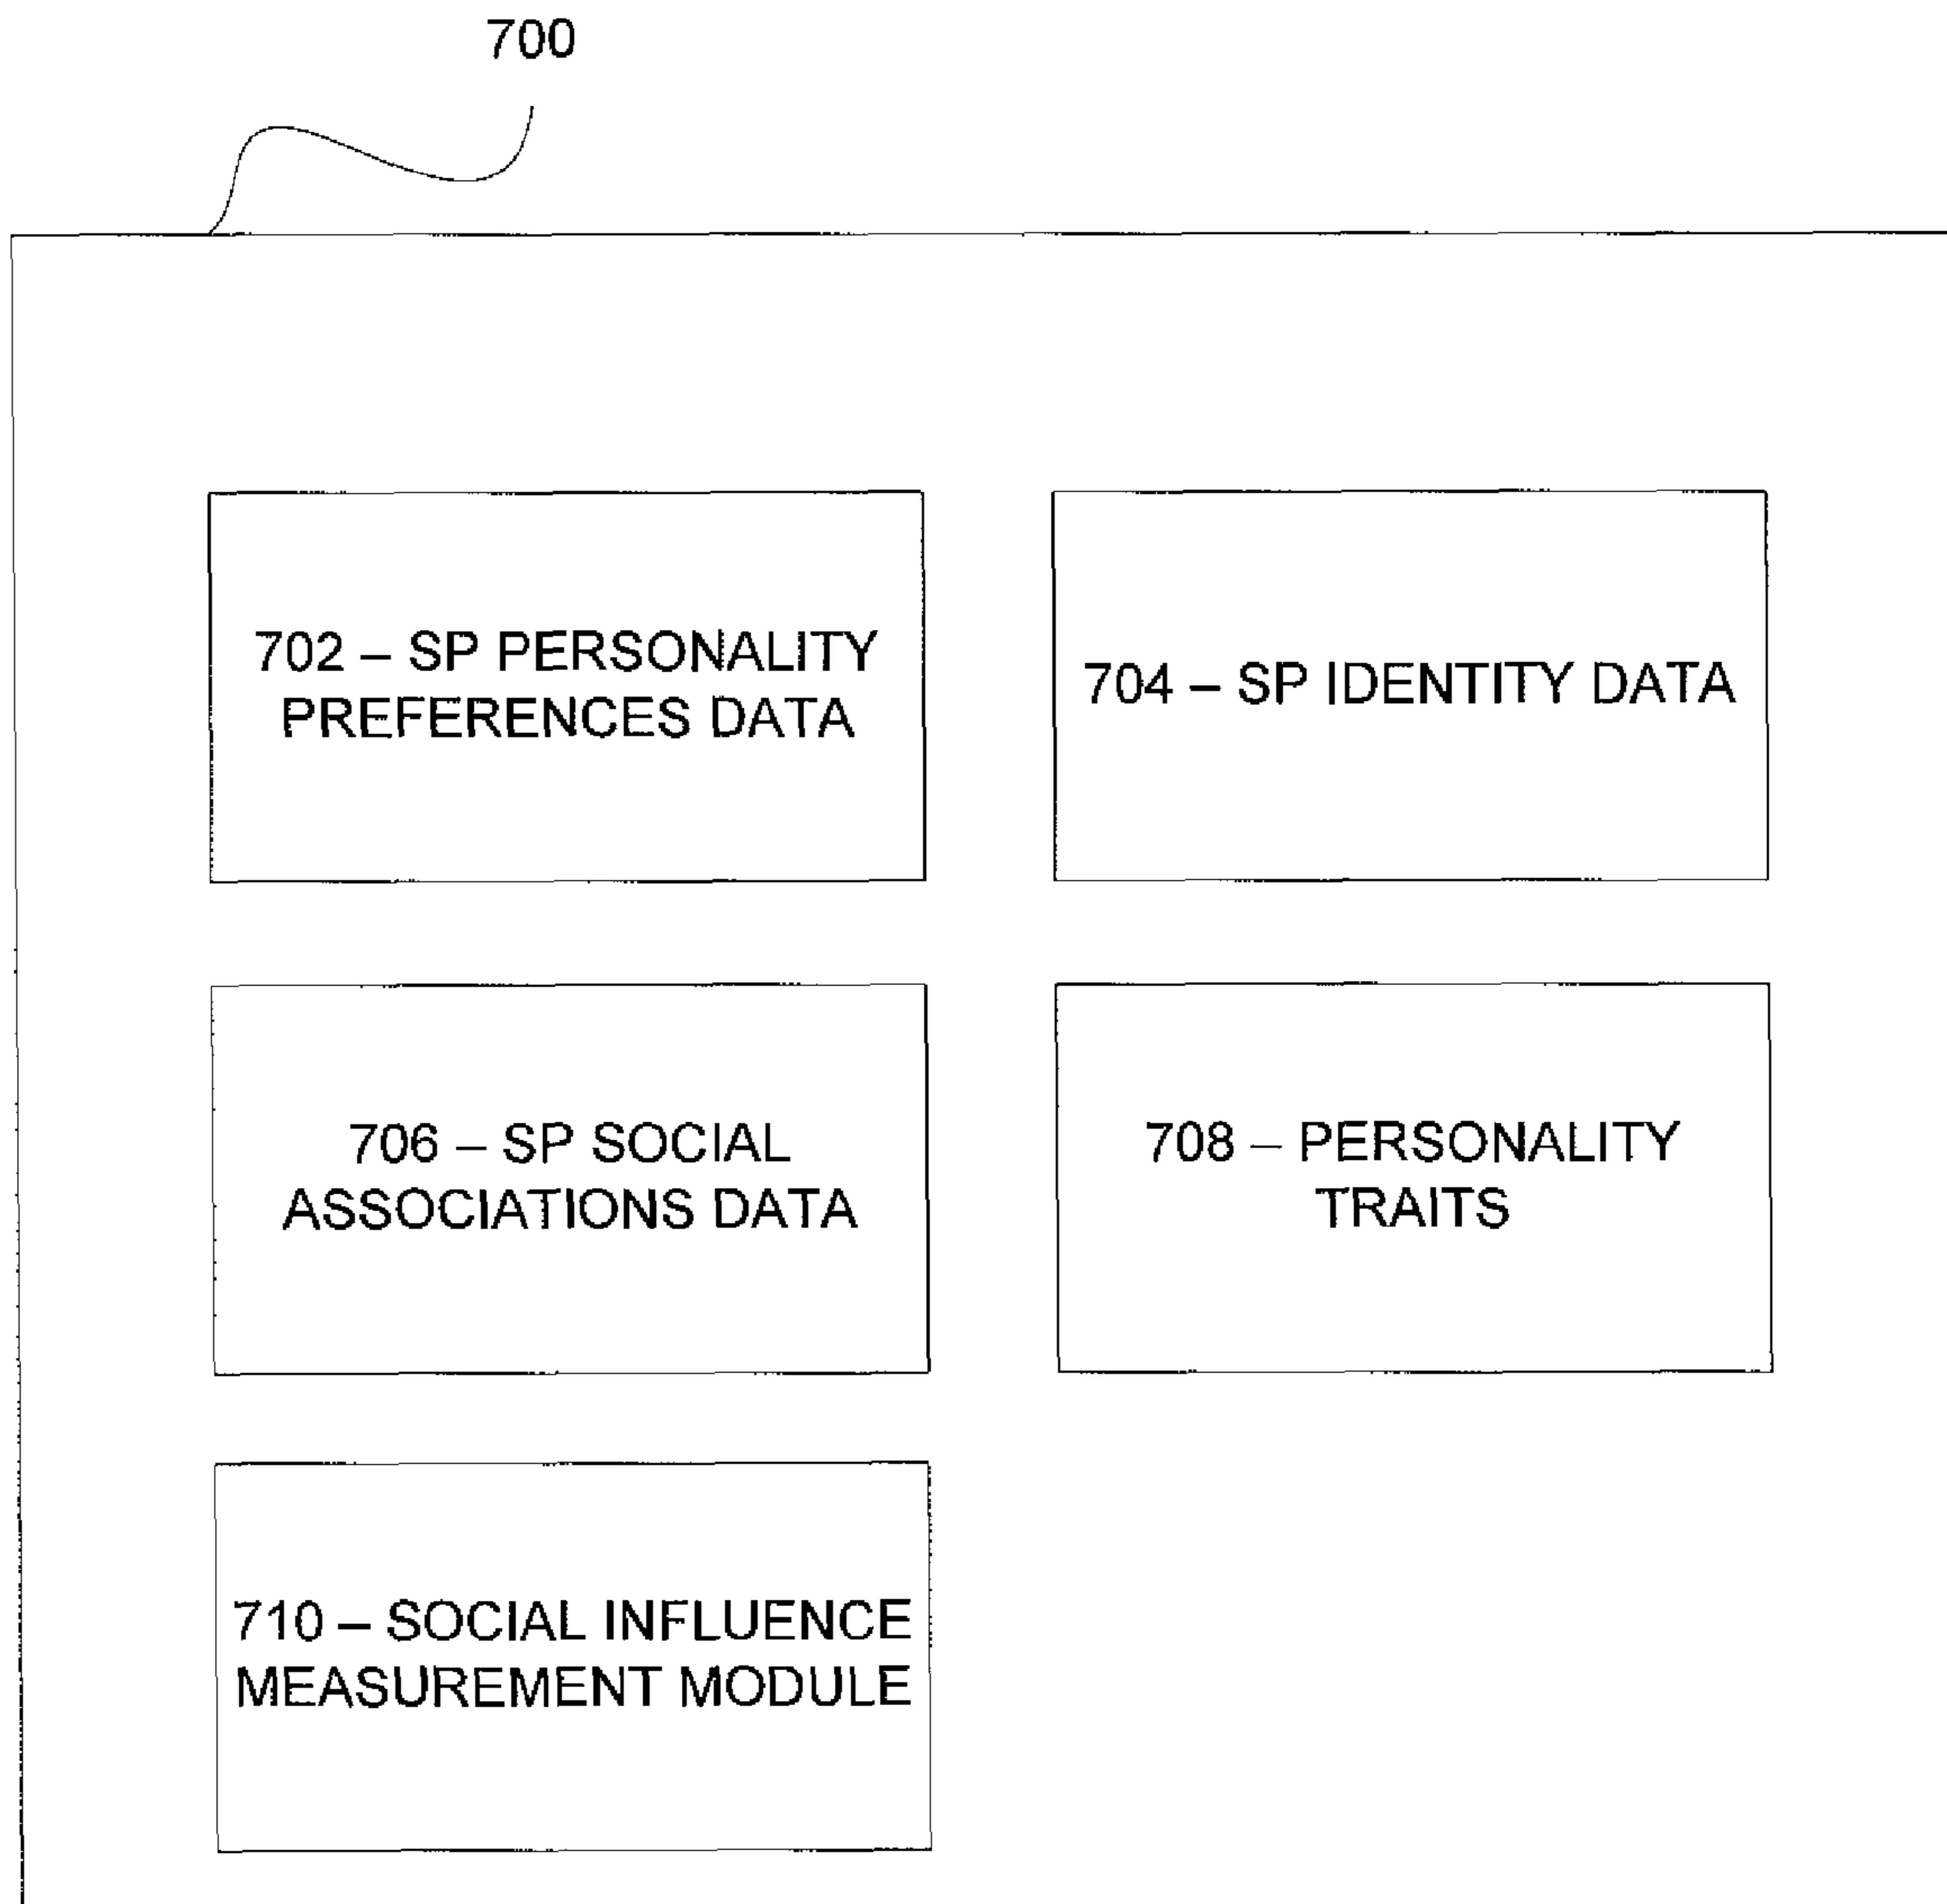 700
702 – SP PERSONALITY
PREFERENCES DATA
704 – SP IDENTITY DATA
706 – SP SOCIAL
ASSOCIATIONS DATA
708 – PERSONALITY
TRAITS
710 – SOCIAL INFLUENCE
MEASUREMENT MODULE